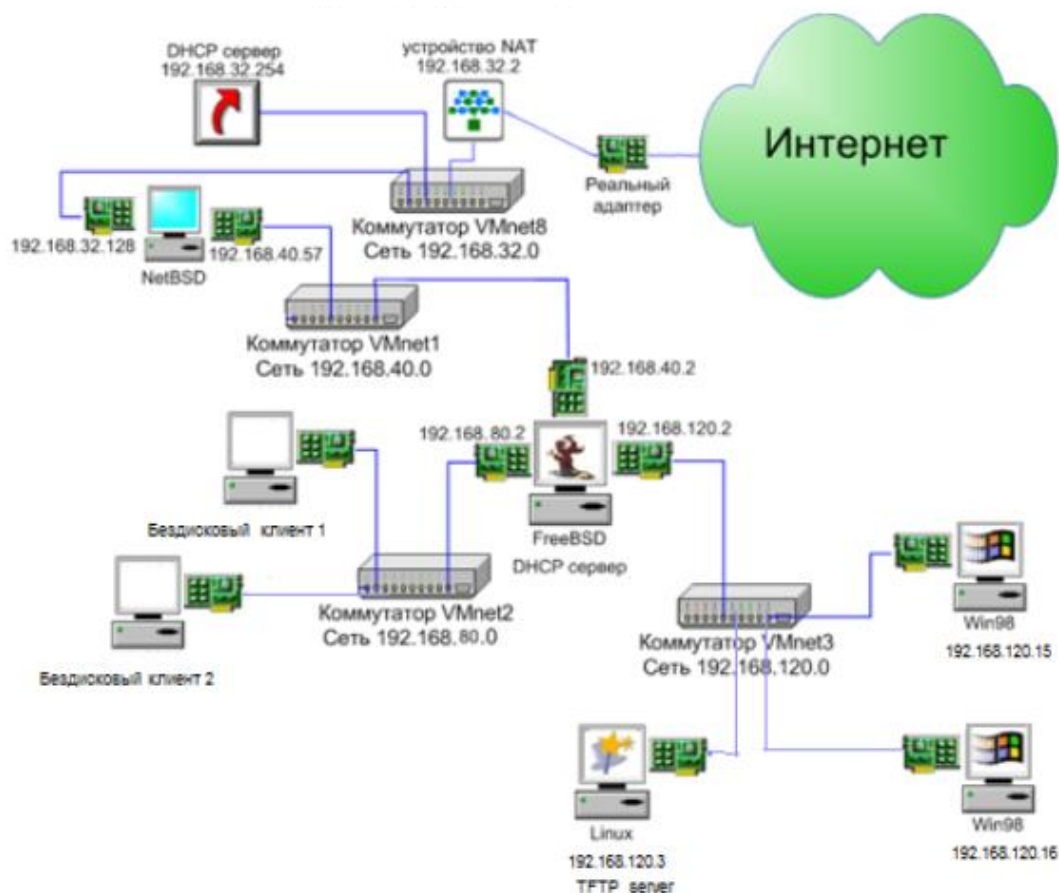 DHCP сервер
192.168.32.254
устройство NAT
192.168.32.2
Интернет
Реальный
адаптер
Коммутатор VMnet8
Сеть 192.168.32.0
192.168.32.128
192.168.40.57
NetBSD
Коммутатор VMnet1
Сеть 192.168.40.0
192.168.40.2
192.168.80.2
192.168.120.2
Бездисковый клиент 1
FreeBSD
DHCP сервер
Коммутатор VMnet2
Сеть 192.168.80.0
Бездисковый клиент 2
Коммутатор VMnet3
Сеть 192.168.120.0
Win98
192.168.120.15
Linux
192.168.120.3
TFTP server
Win98
192.168.120.16